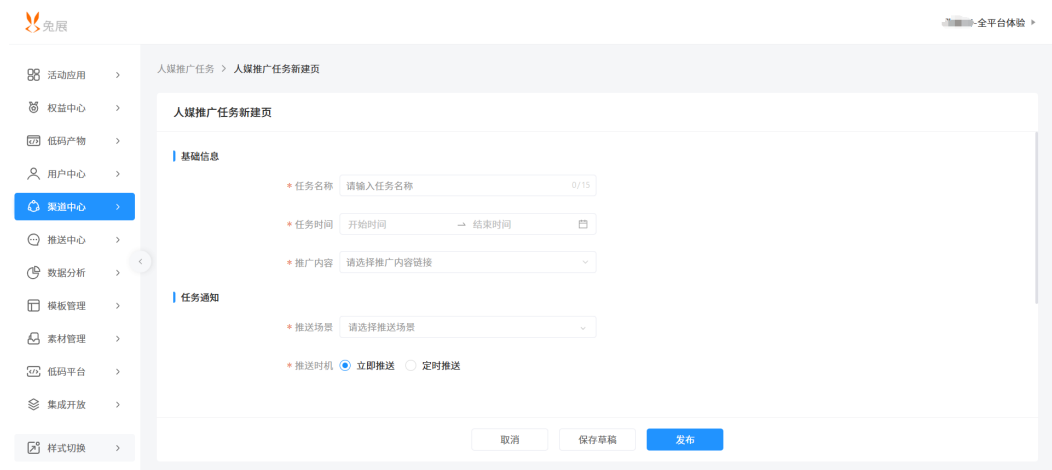 兔展
-全平台体验
活动应用
权益中心
低码产物
用户中心
渠道中心
推送中心
数据分析
模板管理
素材管理
低码平台
集成开放
样式切换
人媒推广任务 > 人媒推广任务新建页
人媒推广任务新建页
基础信息
* 任务名称 请输入任务名称 0/15
* 任务时间 开始时间 → 结束时间
* 推广内容 请选择推广内容链接
任务通知
* 推送场景 请选择推送场景
* 推送时机 立即推送 定时推送
取消 保存草稿 发布